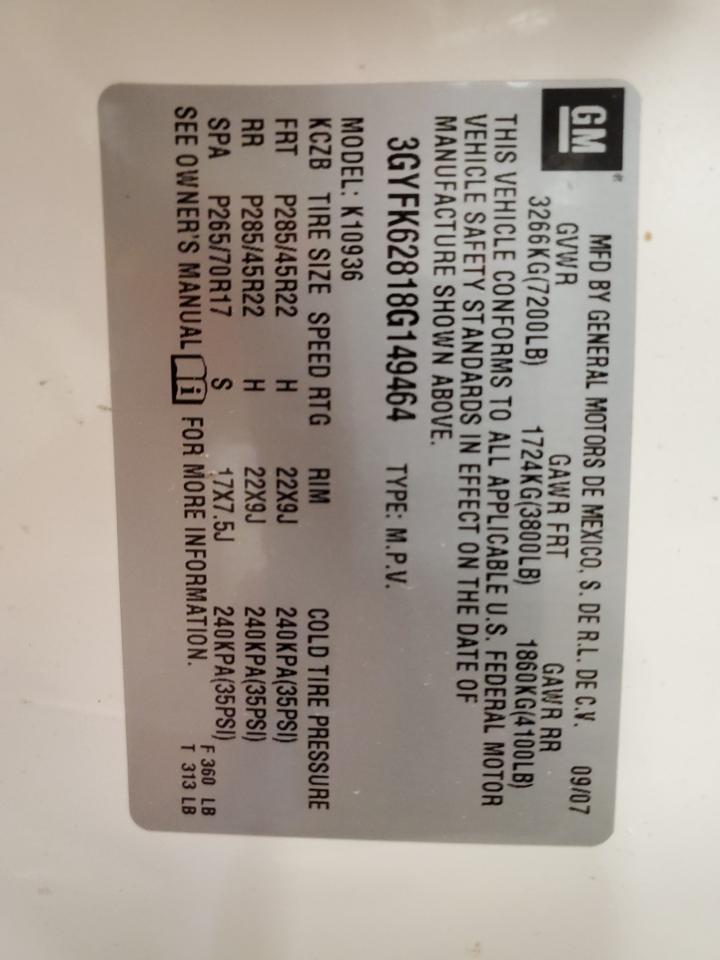 GM
MFD BY GENERAL MOTORS DE MEXICO, S. DE R.L. DE C.V. 09/07
GVWR GAWR FRT GAWR RR
3266KG(7200LB) 1724KG(3800LB) 1860KG(4100LB)
THIS VEHICLE CONFORMS TO ALL APPLICABLE U.S. FEDERAL MOTOR
VEHICLE SAFETY STANDARDS IN EFFECT ON THE DATE OF
MANUFACTURE SHOWN ABOVE.
3GYFK62818G149464 TYPE: M.P.V.
MODEL: K10936
KCZB TIRE SIZE SPEED RTG RIM COLD TIRE PRESSURE
FRT P285/45R22 H 22X9J 240KPA(35PSI)
RR P285/45R22 H 22X9J 240KPA(35PSI)
SPA P265/70R17 S 17X7.5J 240KPA(35PSI) F 360 LB
SEE OWNER'S MANUAL i FOR MORE INFORMATION. T 313 LB